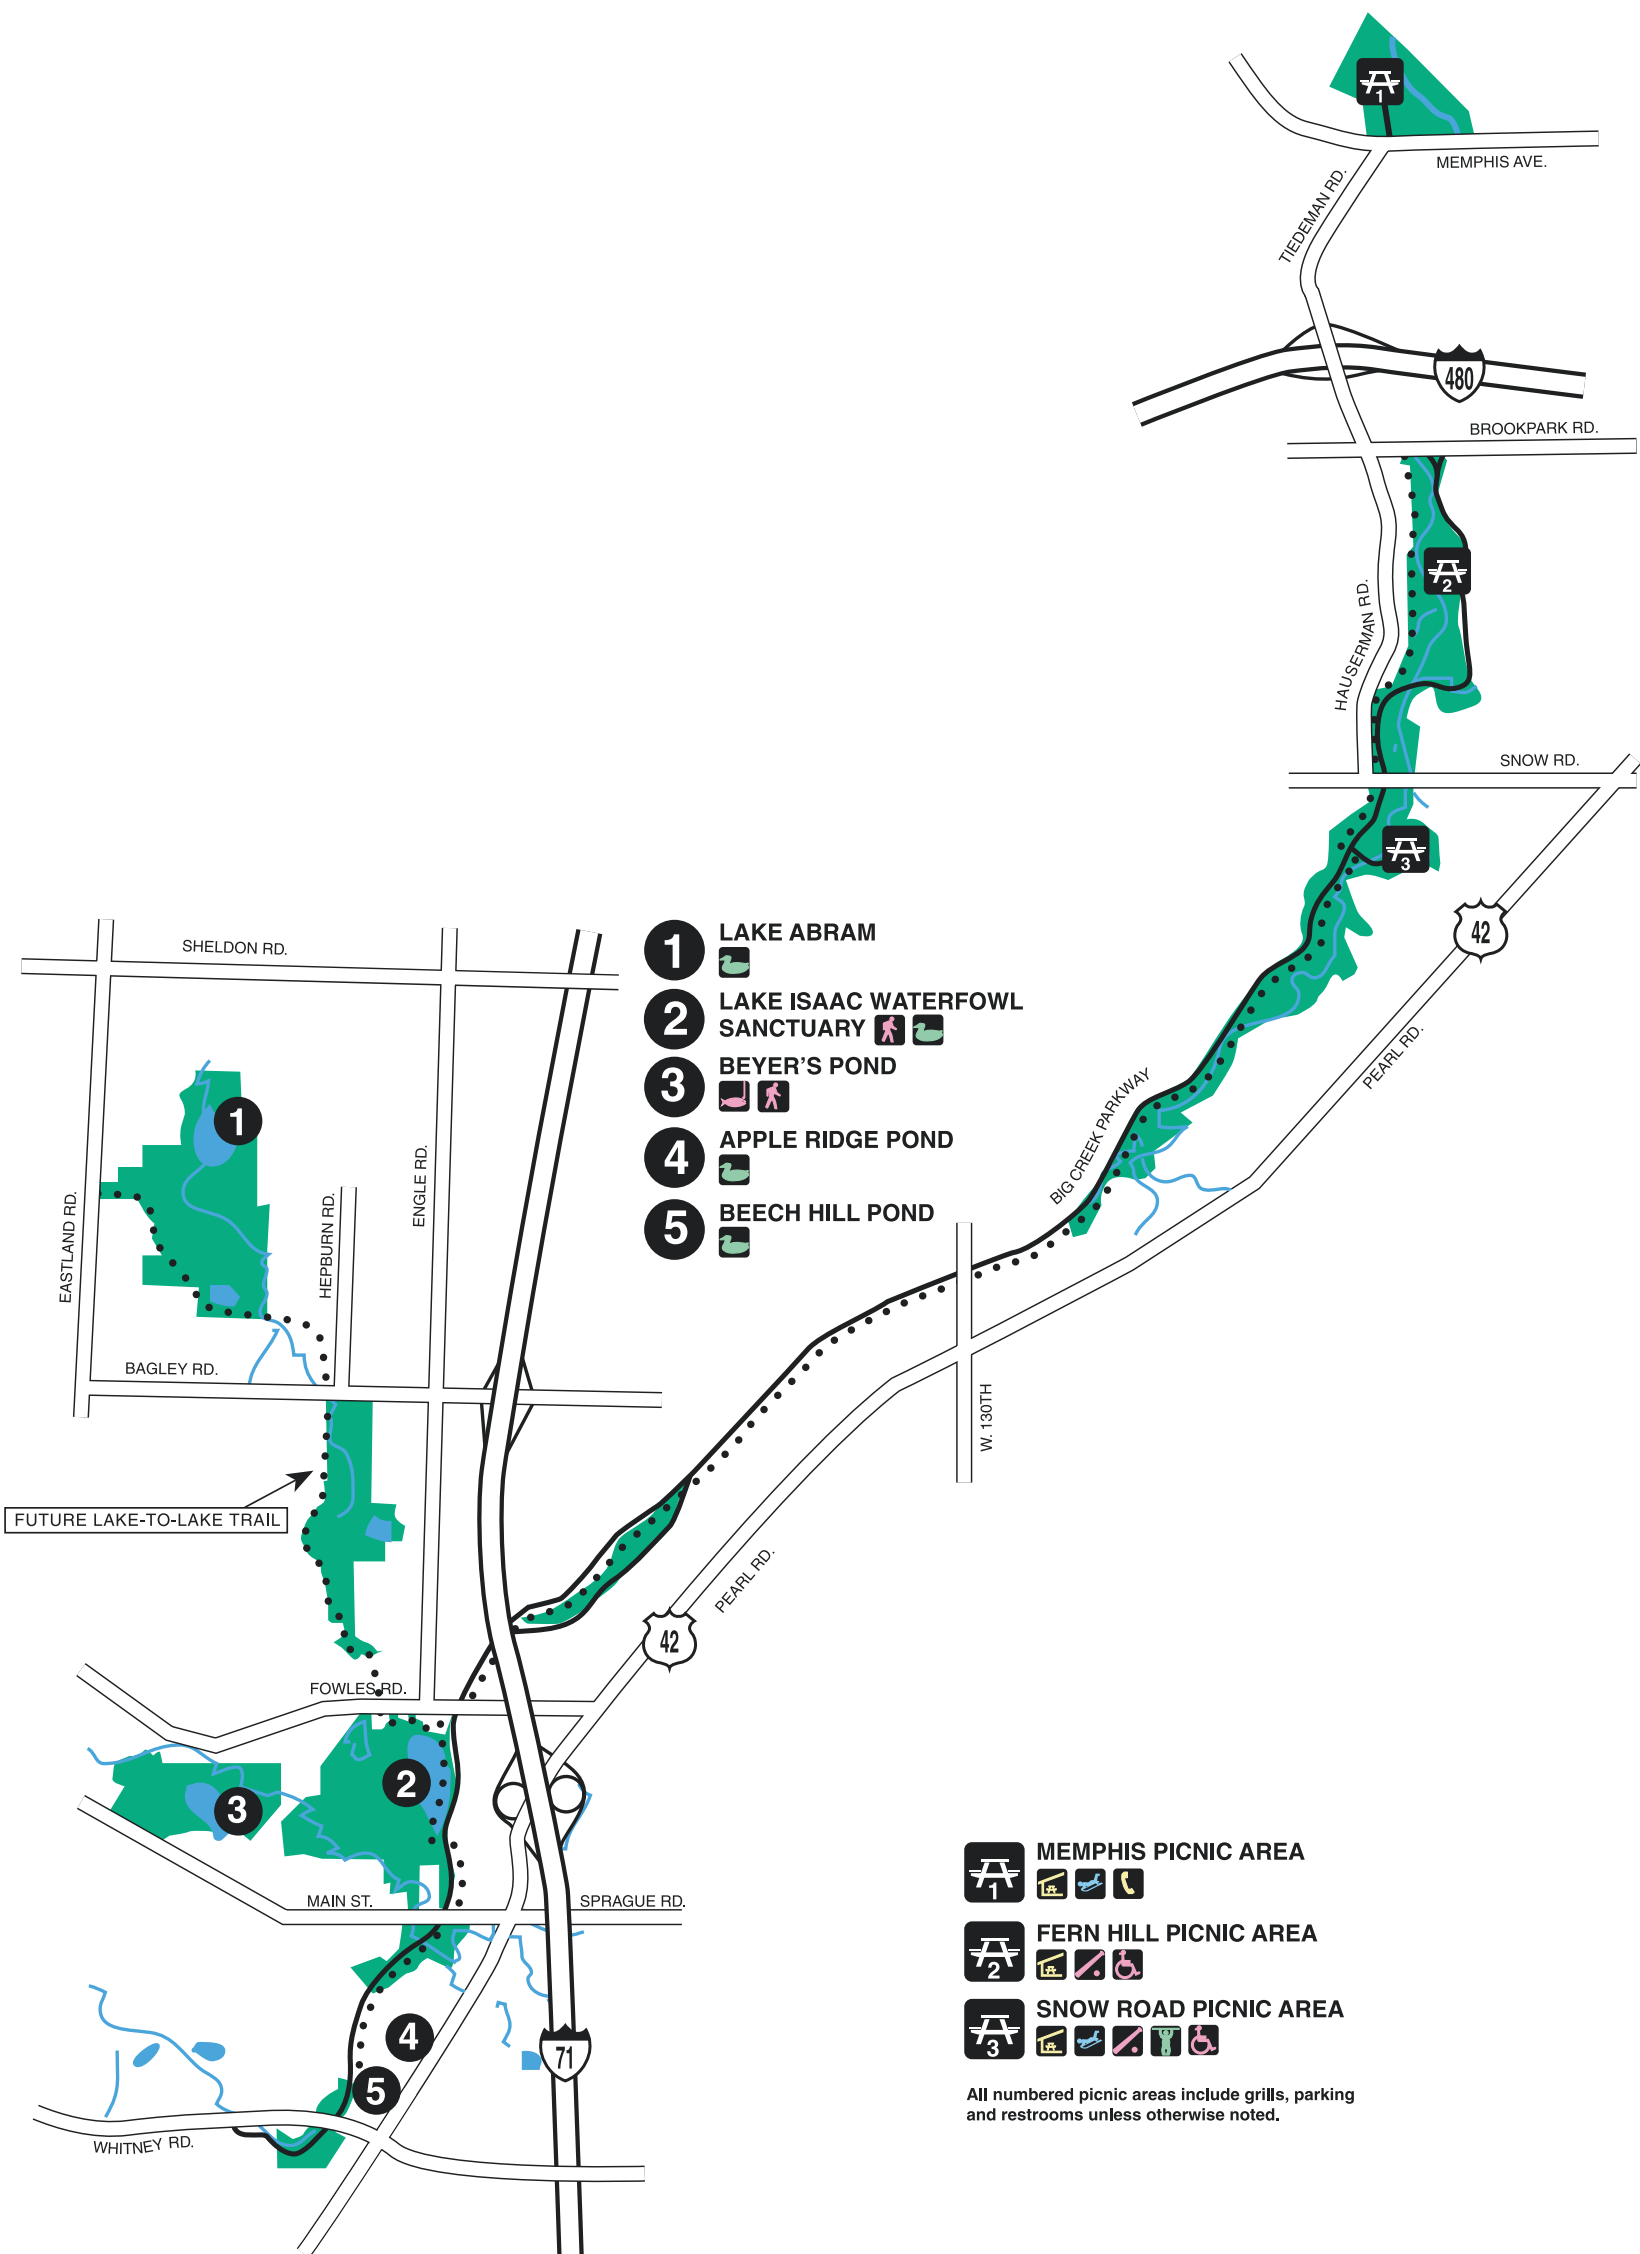 1
MEMPHIS AVE.
TIEDEMAN RD.
480
BROOKPARK RD.
2
HAUSERMAN RD.
SNOW RD.
3
42
PEARL RD.
BIG CREEK PARKWAY
W. 130TH
SHELDON RD.
1
EASTLAND RD.
HEPBURN RD.
ENGLE RD.
BAGLEY RD.
FUTURE LAKE-TO-LAKE TRAIL
1 LAKE ABRAM
2 LAKE ISAAC WATERFOWL
SANCTUARY
3 BEYER'S POND
4 APPLE RIDGE POND
5 BEECH HILL POND
PEARL RD.
42
FOWLES RD.
2
3
MAIN ST.
SPRAGUE RD.
4
71
5
WHITNEY RD.
1 MEMPHIS PICNIC AREA
2 FERN HILL PICNIC AREA
3 SNOW ROAD PICNIC AREA
All numbered picnic areas include grills, parking
and restrooms unless otherwise noted.